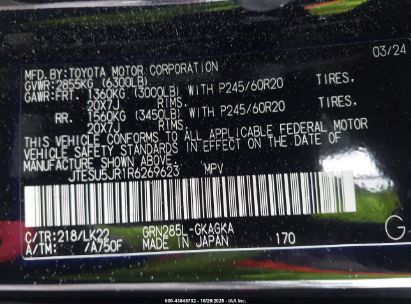 03/24
MFD.BY:TOYOTA MOTOR CORPORATION
GVWR:2855KG (6300LB)
GAWR:FRT. 1360KG (3000LB) WITH P245/60R20 TIRES,
20X7J RIMS.
RR. 1560KG (3450LB) WITH P245/60R20 TIRES,
20X7J RIMS.
THIS VEHICLE CONFORMS TO ALL APPLICABLE FEDERAL MOTOR
VEHICLE SAFETY STANDARDS IN EFFECT ON THE DATE OF
MANUFACTURE SHOWN ABOVE.
JTESU5JR1R6269623 MPV
C/TR:218/LK22 GRN285L-GKAGKA
A/TM: /A750F MADE IN JAPAN 170
G